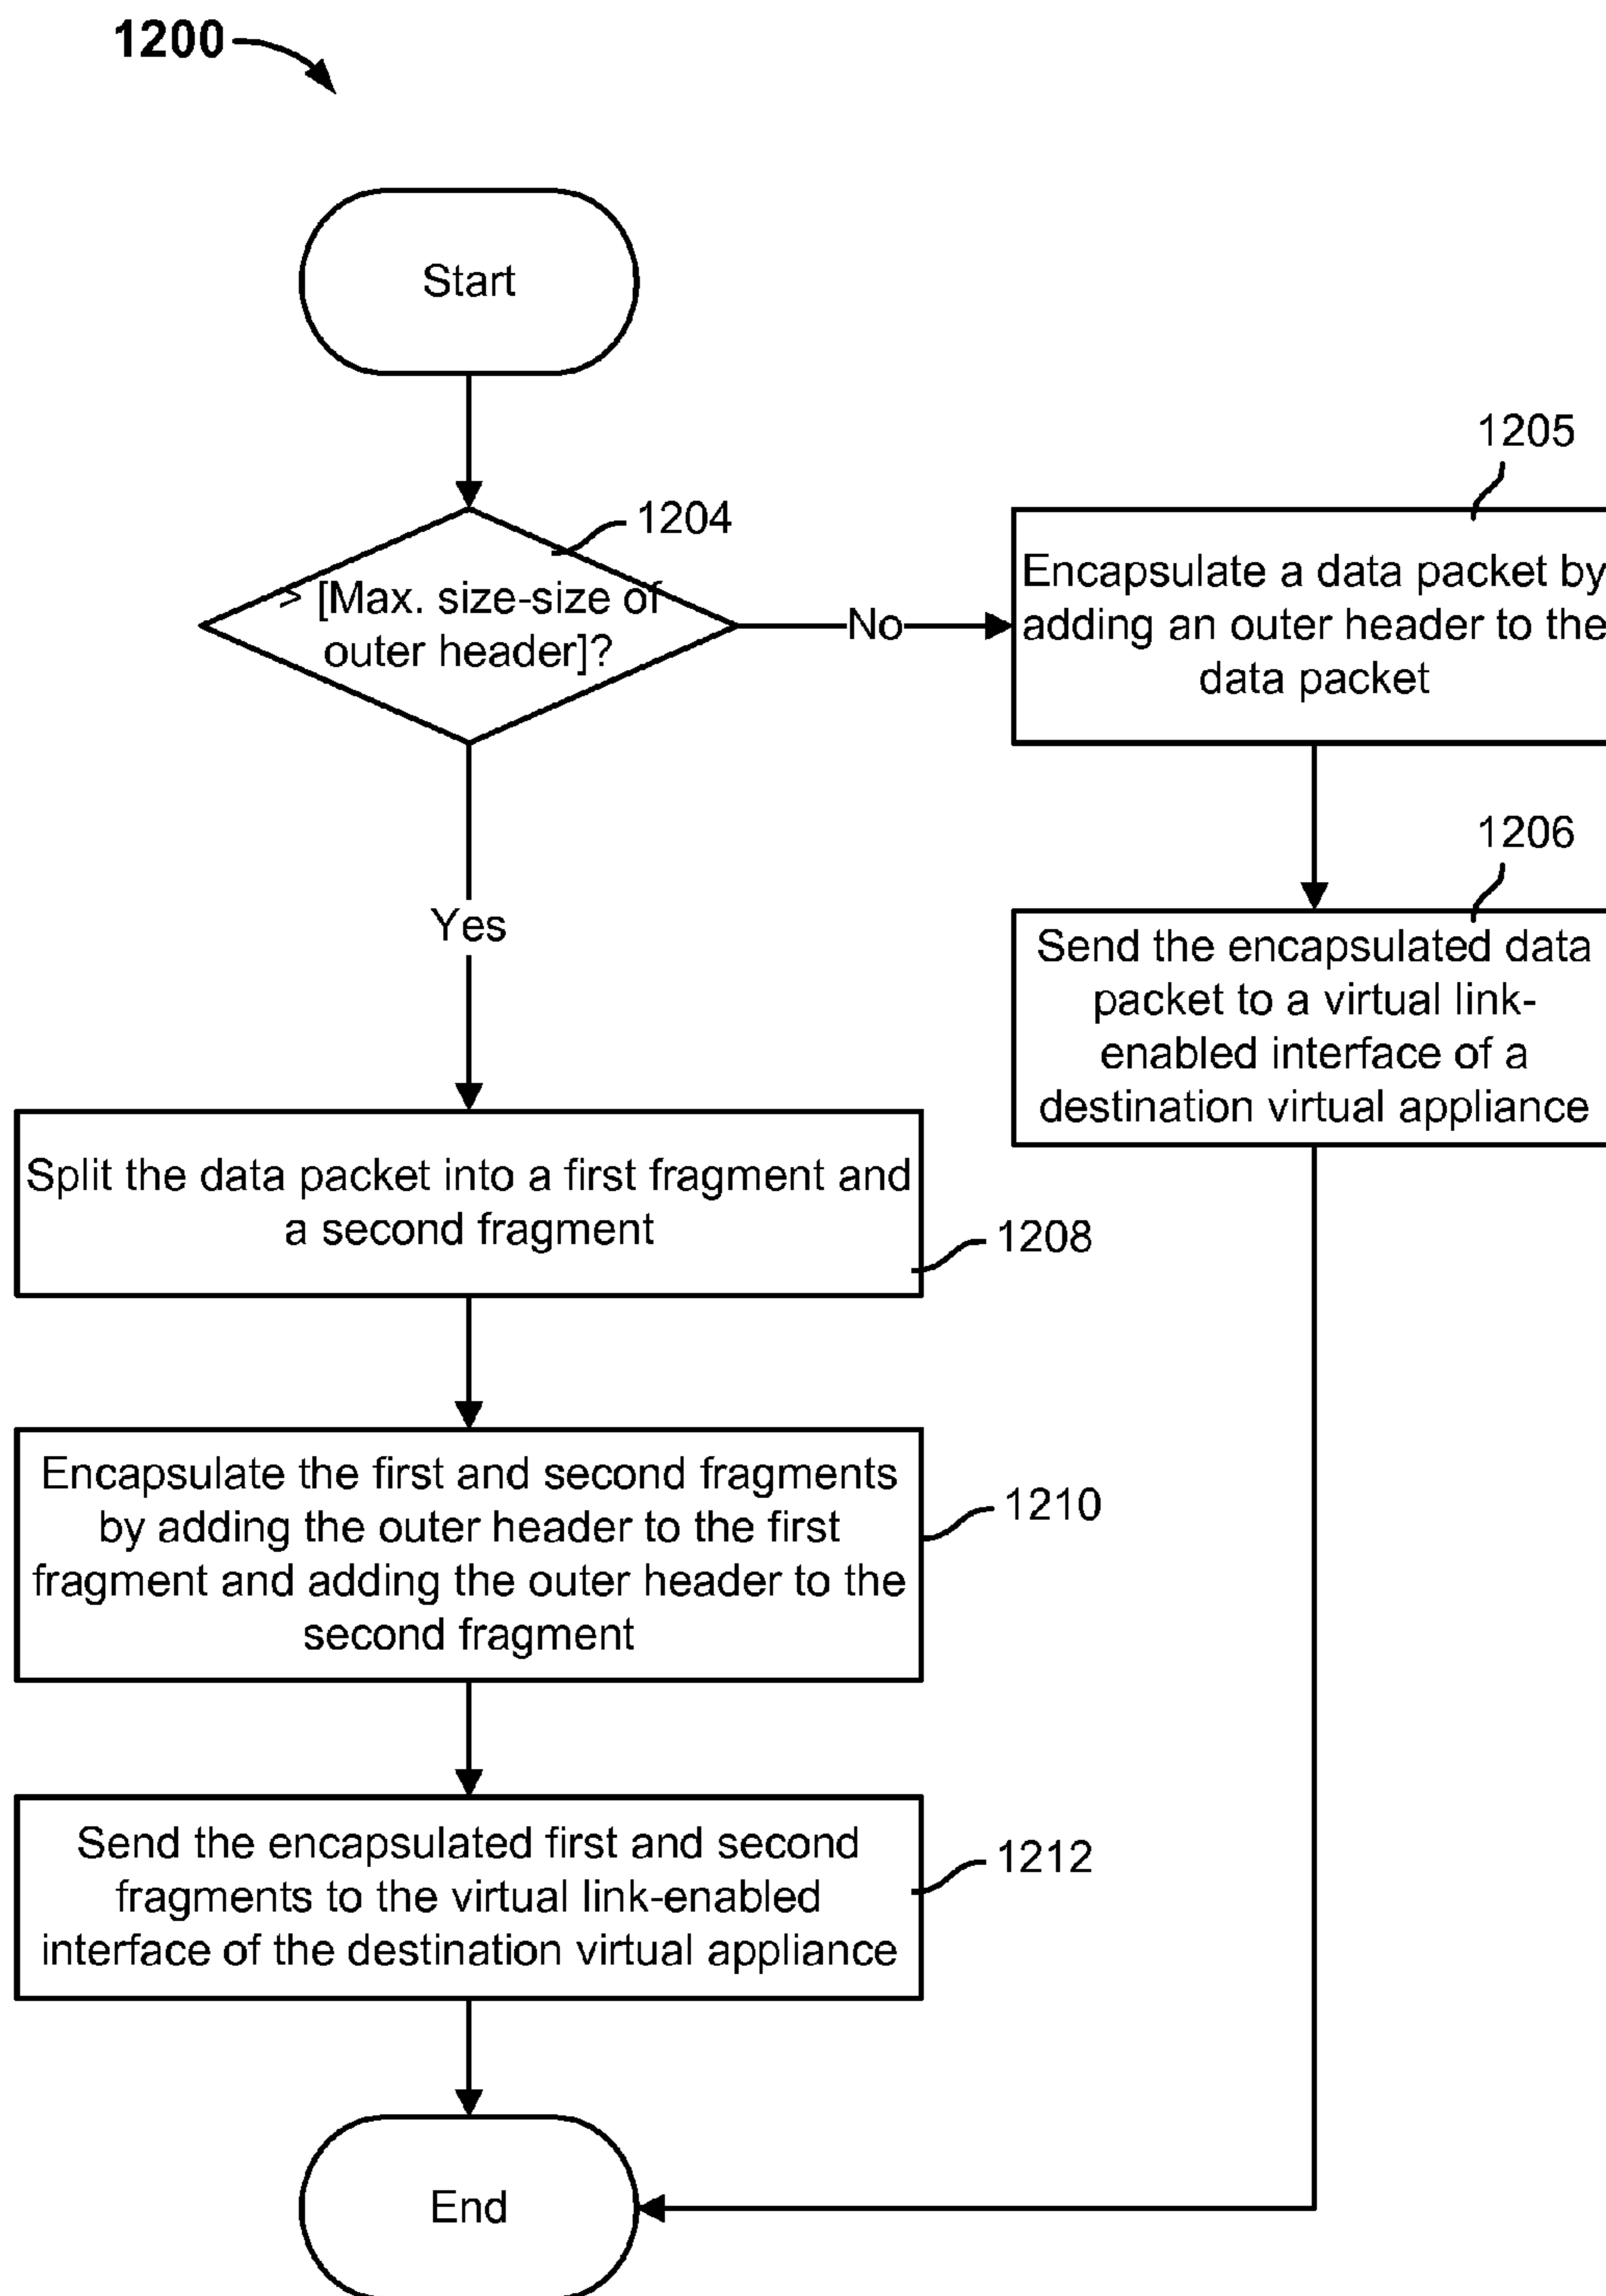 1200
Start
1204
> [Max. size-size of
outer header]?
No
1205
Encapsulate a data packet by
adding an outer header to the
data packet
1206
Send the encapsulated data
packet to a virtual link-
enabled interface of a
destination virtual appliance
Yes
Split the data packet into a first fragment and
a second fragment
1208
Encapsulate the first and second fragments
by adding the outer header to the first
fragment and adding the outer header to the
second fragment
1210
Send the encapsulated first and second
fragments to the virtual link-enabled
interface of the destination virtual appliance
1212
End